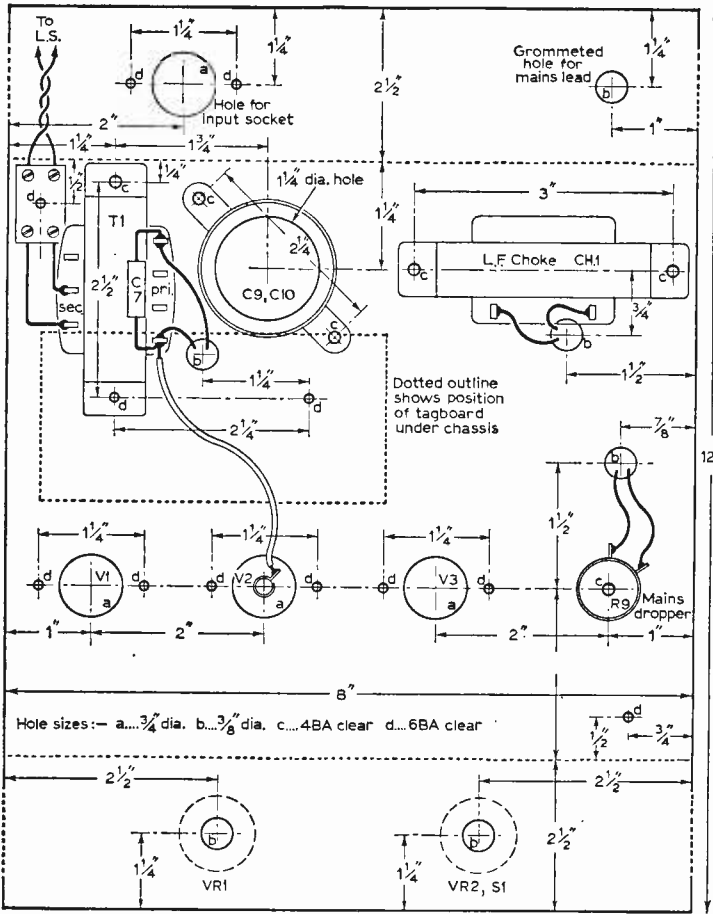 To
L.S.
1¼"
d
a
d
Hole for
input socket
1¼"
2½"
Grommeted
hole for
mains lead
b
1¼"
1"
2"
1¼"
1¾"
½"
d
¼"
c
T1
2½"
sec.
C
7
pri.
c
1¼" dia. hole
2¼"
C9, C10
c
1¼"
3"
L.F. Choke CH.1
c
c
¾"
b
1½"
b
1¼"
d
d
2¼"
Dotted outline
shows position
of tagboard
under chassis
⅞"
b
12
1½"
1¼"
1¼"
1¼"
d
V1
a
d
d
V2
a
d
d
V3
a
d
c
R9
Mains
dropper
1"
2"
2"
1"
8"
Hole sizes:— a....¾" dia. b...⅜" dia. c....4BA clear d....6BA clear
d
½"
¾"
2½"
2½"
2½"
b
b
1¼"
1¼"
VR1
VR2, S1